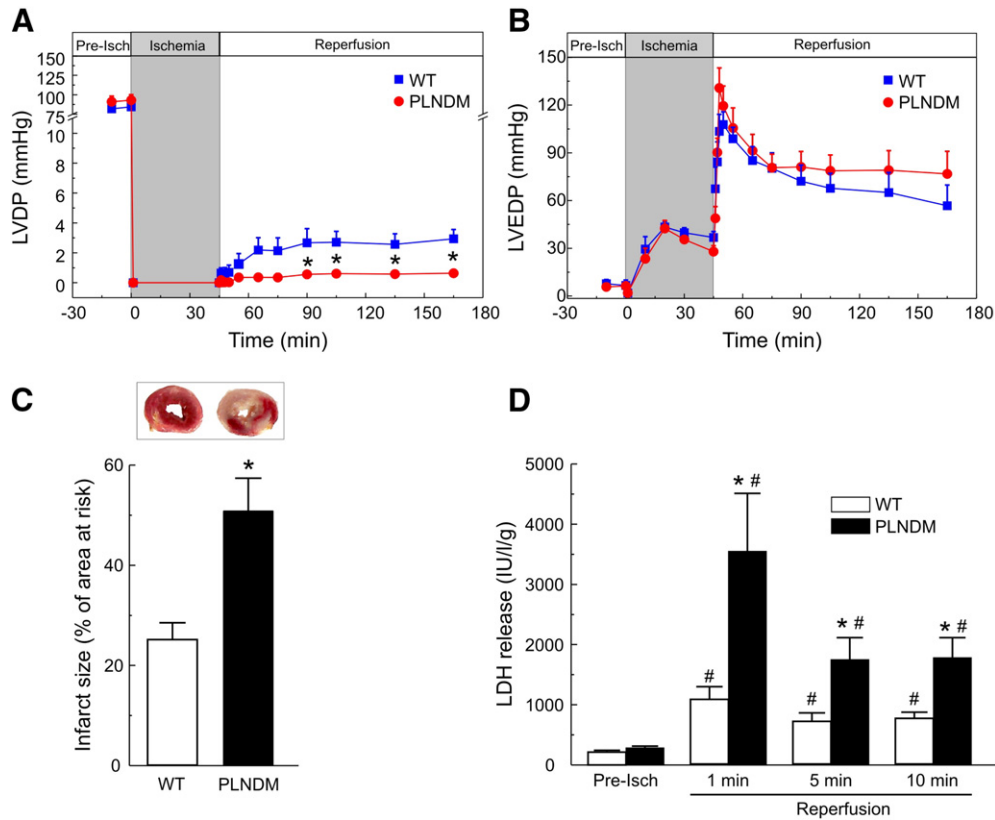 A
Pre-Isch Ischemia Reperfusion
LVDP (mmHg)
150
125
100
75
10
8
6
4
2
0
WT
PLNDM
* * * *
-30 0 30 60 90 120 150 180
Time (min)
B
Pre-Isch Ischemia Reperfusion
LVEDP (mmHg)
150
120
90
60
30
0
WT
PLNDM
-30 0 30 60 90 120 150 180
Time (min)
C
Infarct size (% of area at risk)
60
40
20
0
*
WT PLNDM
D
LDH release (IU/l/g)
5000
4000
3000
2000
1000
0
WT
PLNDM
* #
* #
* #
# # #
Pre-Isch 1 min 5 min 10 min
Reperfusion